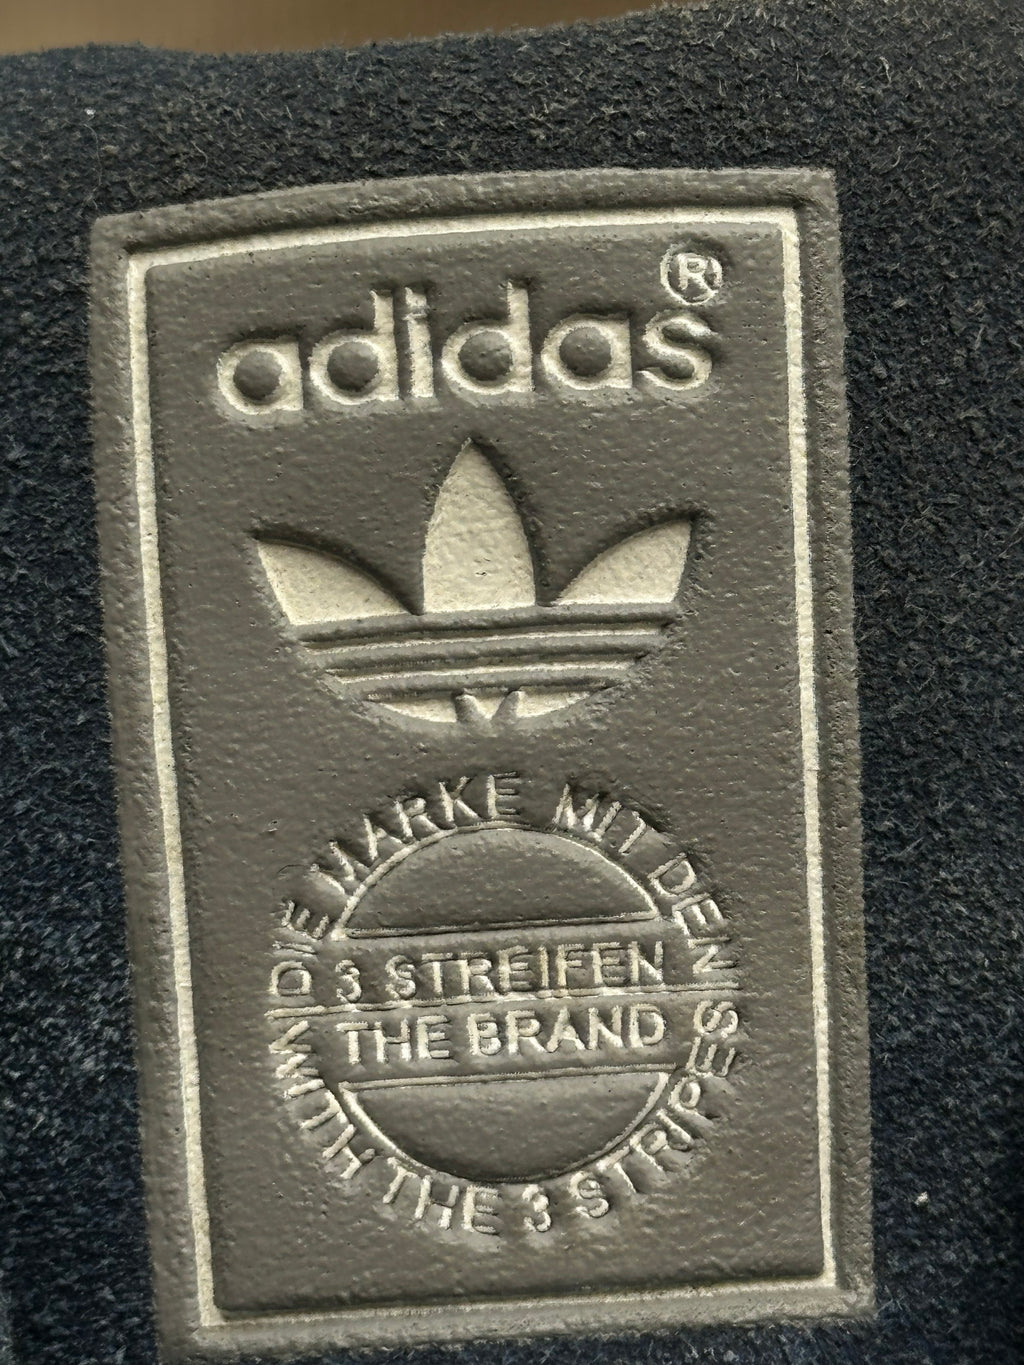 adidas®
DIE MARKE MIT DEN
3 STREIFEN
THE BRAND
WITH THE 3 STRIPES